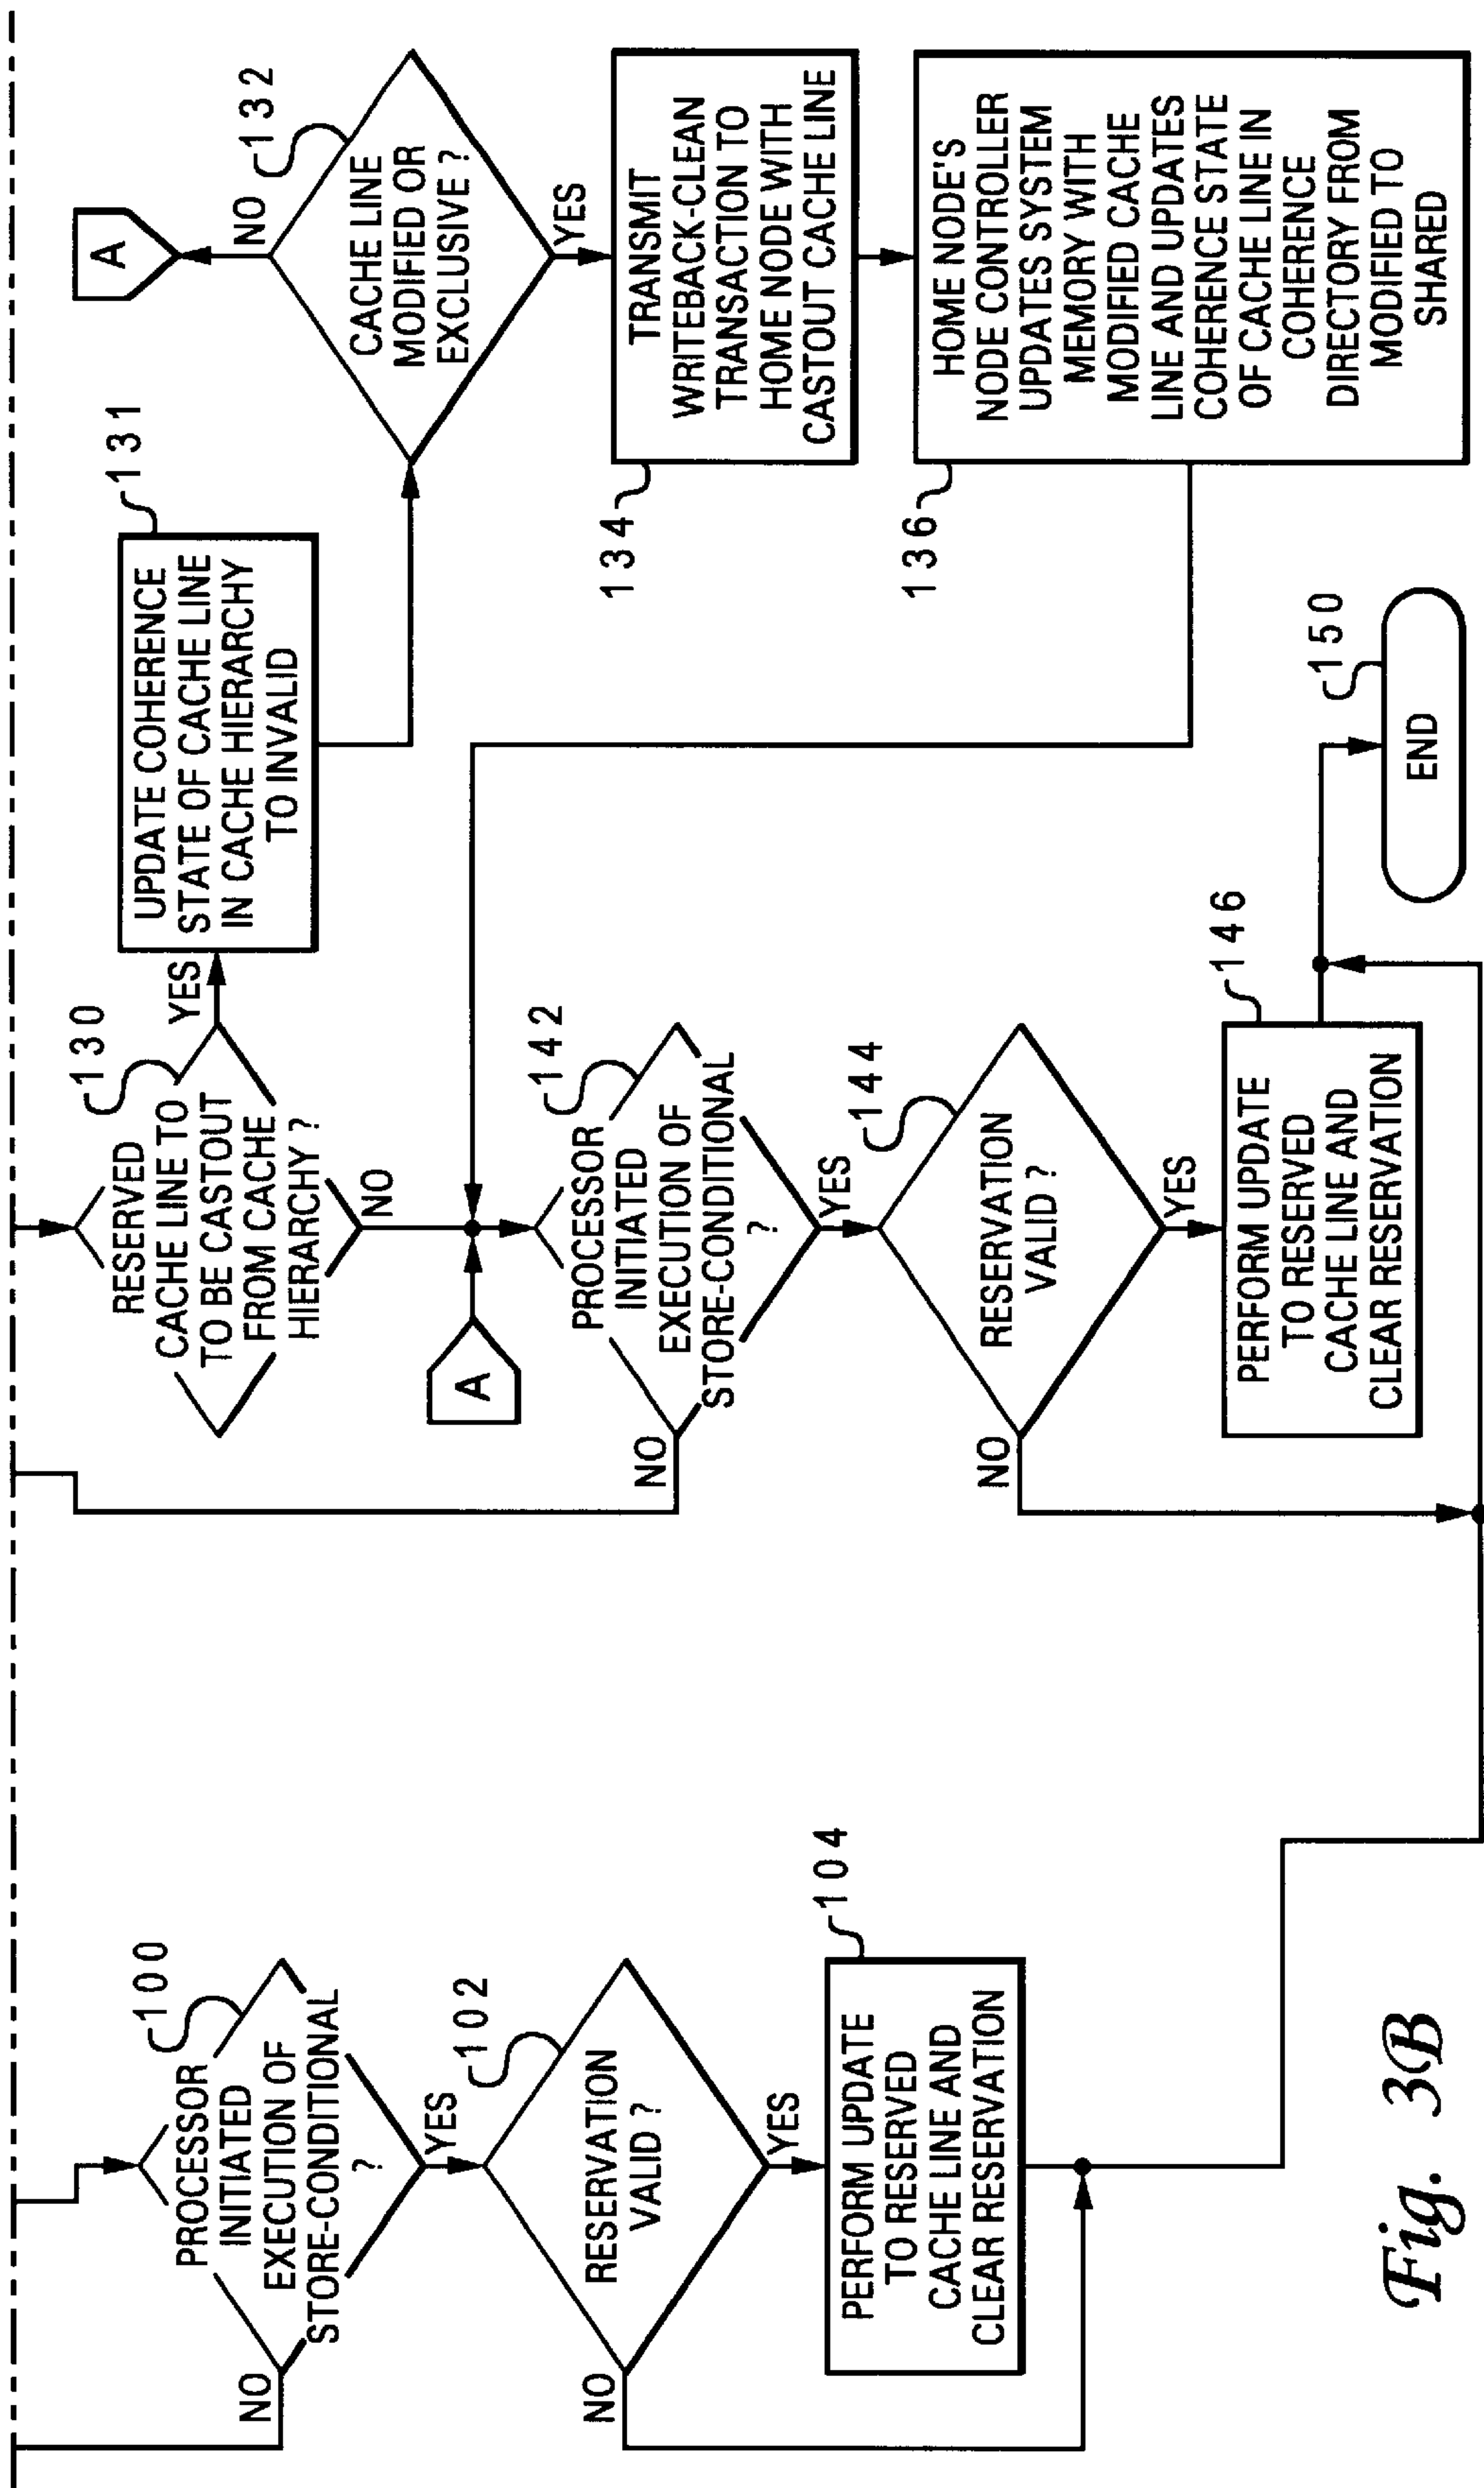 100
PROCESSOR
INITIATED
EXECUTION OF
STORE-CONDITIONAL
?
NO
YES
102
RESERVATION
VALID ?
NO
YES
104
PERFORM UPDATE
TO RESERVED
CACHE LINE AND
CLEAR RESERVATION
130
RESERVED
CACHE LINE TO
TO BE CASTOUT
FROM CACHE
HIERARCHY ?
YES
NO
A
131
UPDATE COHERENCE
STATE OF CACHE LINE
IN CACHE HIERARCHY
TO INVALID
A
NO
132
CACHE LINE
MODIFIED OR
EXCLUSIVE ?
YES
134
TRANSMIT
WRITEBACK-CLEAN
TRANSACTION TO
HOME NODE WITH
CASTOUT CACHE LINE
136
HOME NODE'S
NODE CONTROLLER
UPDATES SYSTEM
MEMORY WITH
MODIFIED CACHE
LINE AND UPDATES
COHERENCE STATE
OF CACHE LINE IN
COHERENCE
DIRECTORY FROM
MODIFIED TO
SHARED
142
PROCESSOR
INITIATED
EXECUTION OF
STORE-CONDITIONAL
?
NO
YES
144
RESERVATION
VALID ?
NO
YES
146
PERFORM UPDATE
TO RESERVED
CACHE LINE AND
CLEAR RESERVATION
150
END
Fig. 3B